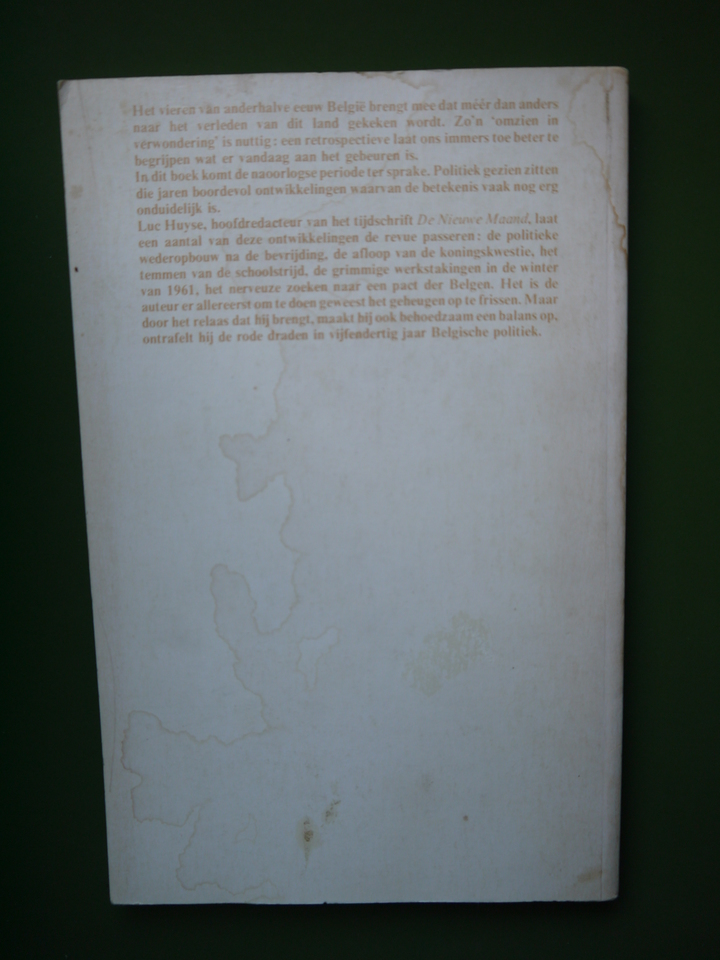 Het vieren van anderhalve eeuw België brengt mee dat méér dan anders
naar het verleden van dit land gekeken wordt. Zo'n 'omzien in
verwondering' is nuttig: een retrospectieve laat ons immers toe beter te
begrijpen wat er vandaag aan het gebeuren is.
In dit boek komt de naoorlogse periode ter sprake. Politiek gezien zitten
die jaren boordevol ontwikkelingen waarvan de betekenis vaak nog erg
onduidelijk is.
Luc Huyse, hoofdredacteur van het tijdschrift De Nieuwe Maand, laat
een aantal van deze ontwikkelingen de revue passeren: de politieke
wederopbouw na de bevrijding, de afloop van de koningskwestie, het
temmen van de schoolstrijd, de grimmige werkstakingen in de winter
van 1961, het nerveuze zoeken naar een pact der Belgen. Het is de
auteur er allereerst om te doen geweest het geheugen op te frissen. Maar
door het relaas dat hij brengt, maakt hij ook behoedzaam een balans op,
ontrafelt hij de rode draden in vijfendertig jaar Belgische politiek.